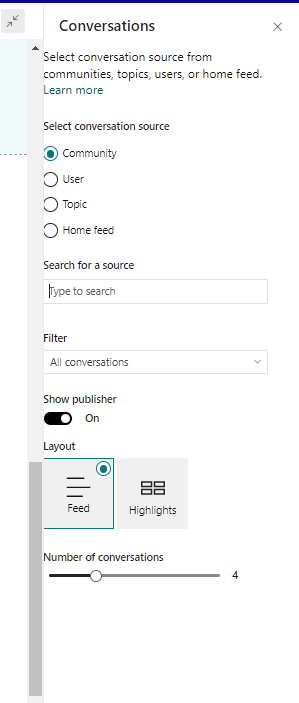 Conversations
Select conversation source from
communities, topics, users, or home feed.
Learn more
Select conversation source
Community
User
Topic
Home feed
Search for a source
Type to search
Filter
All conversations
Show publisher
On
Layout
Feed
Highlights
Number of conversations
4